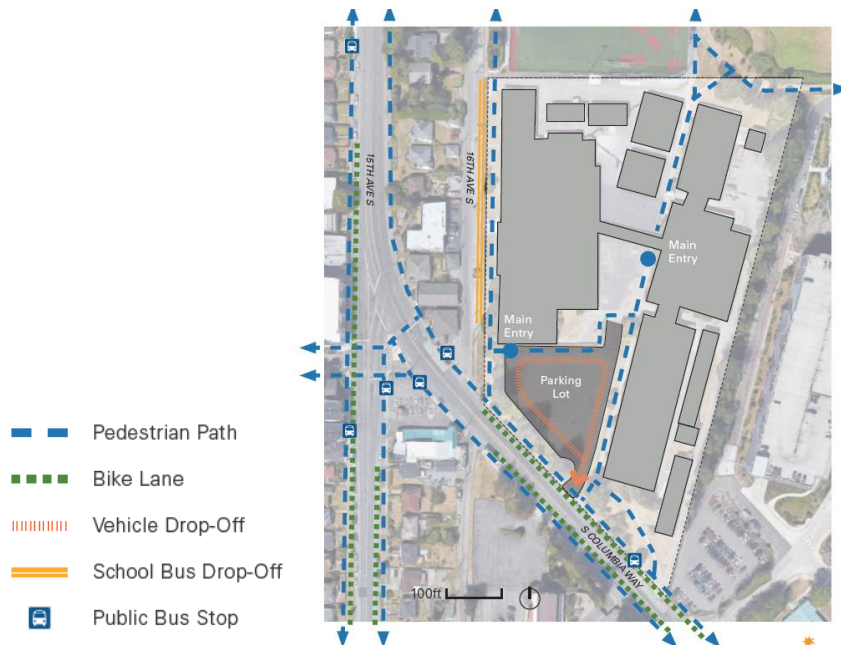 15TH AVE S
16TH AVE S
Main
Entry
Main
Entry
Parking
Lot
S COLUMBIA WAY
100ft
Pedestrian Path
Bike Lane
Vehicle Drop-Off
School Bus Drop-Off
Public Bus Stop